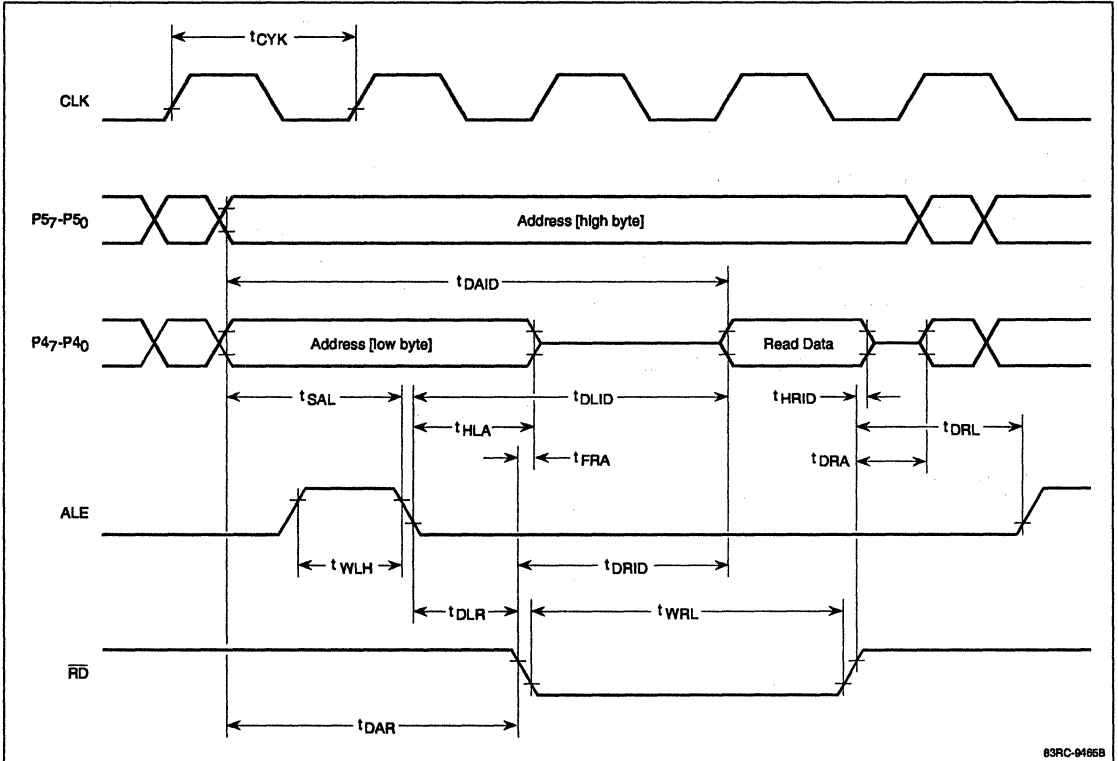 tCYK
CLK
P57-P50
Address [high byte]
tDAID
P47-P40
Address [low byte]
Read Data
tSAL
tDLID
tHRID
tHLA
tDRL
tFRA
tDRA
ALE
tWLH
tDRID
tDLR
tWRL
RD
tDAR
83RC-9465B